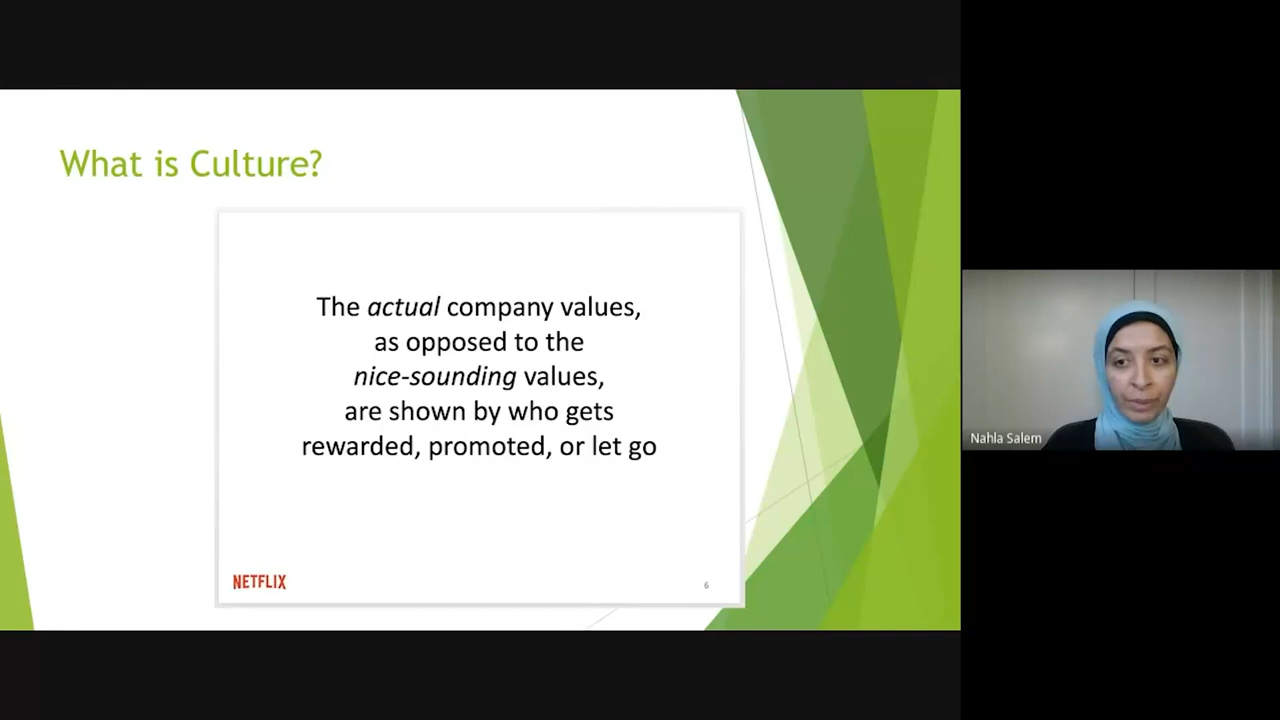 What is Culture?
The actual company values,
as opposed to the
nice-sounding values,
are shown by who gets
rewarded, promoted, or let go
NETFLIX
6
Nahla Salem